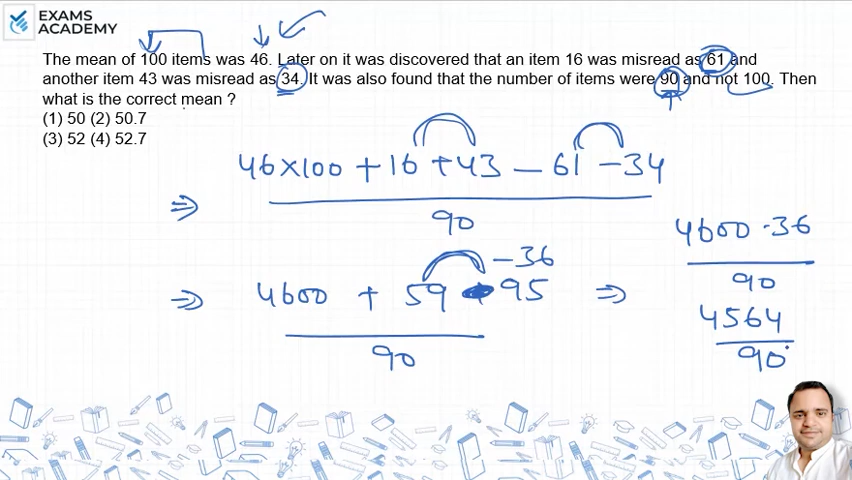 EXAMS
ACADEMY
The mean of 100 items was 46. Later on it was discovered that an item 16 was misread as 61 and
another item 43 was misread as 34. It was also found that the number of items were 90 and not 100. Then
what is the correct mean ?
(1) 50 (2) 50.7
(3) 52 (4) 52.7
46×100 + 16 + 43 - 61 - 34
⇒
90
4600 - 36
90
-36
⇒ 4600 + 59 - 95 ⇒
90
4564
90